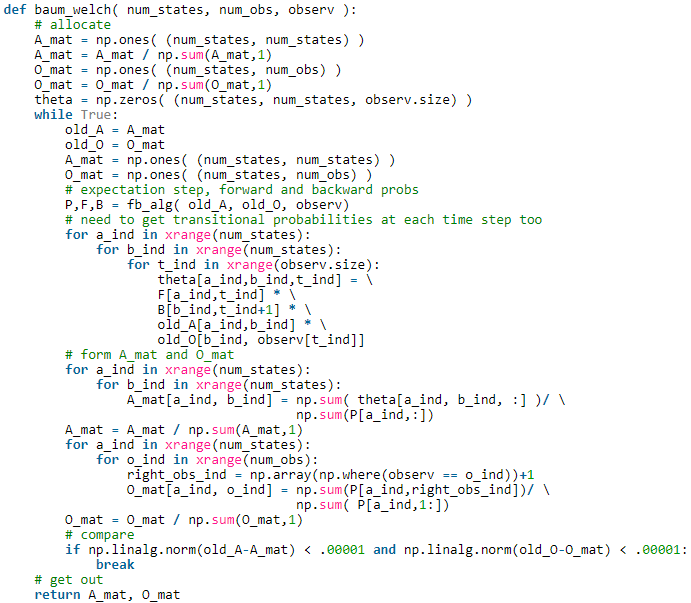 def baum_welch( num_states, num_obs, observ ):
    # allocate
    A_mat = np.ones( (num_states, num_states) )
    A_mat = A_mat / np.sum(A_mat,1)
    O_mat = np.ones( (num_states, num_obs) )
    O_mat = O_mat / np.sum(O_mat,1)
    theta = np.zeros( (num_states, num_states, observ.size) )
    while True:
        old_A = A_mat
        old_O = O_mat
        A_mat = np.ones( (num_states, num_states) )
        O_mat = np.ones( (num_states, num_obs) )
        # expectation step, forward and backward probs
        P,F,B = fb_alg( old_A, old_O, observ)
        # need to get transitional probabilities at each time step too
        for a_ind in xrange(num_states):
            for b_ind in xrange(num_states):
                for t_ind in xrange(observ.size):
                    theta[a_ind,b_ind,t_ind] = \
                    F[a_ind,t_ind] * \
                    B[b_ind,t_ind+1] * \
                    old_A[a_ind,b_ind] * \
                    old_O[b_ind, observ[t_ind]]
        # form A_mat and O_mat
        for a_ind in xrange(num_states):
            for b_ind in xrange(num_states):
                A_mat[a_ind, b_ind] = np.sum( theta[a_ind, b_ind, :] )/ \
                                      np.sum(P[a_ind,:])
        A_mat = A_mat / np.sum(A_mat,1)
        for a_ind in xrange(num_states):
            for o_ind in xrange(num_obs):
                right_obs_ind = np.array(np.where(observ == o_ind))+1
                O_mat[a_ind, o_ind] = np.sum(P[a_ind,right_obs_ind])/ \
                                      np.sum( P[a_ind,1:])
        O_mat = O_mat / np.sum(O_mat,1)
        # compare
        if np.linalg.norm(old_A-A_mat) < .00001 and np.linalg.norm(old_O-O_mat) < .00001:
            break
    # get out
    return A_mat, O_mat